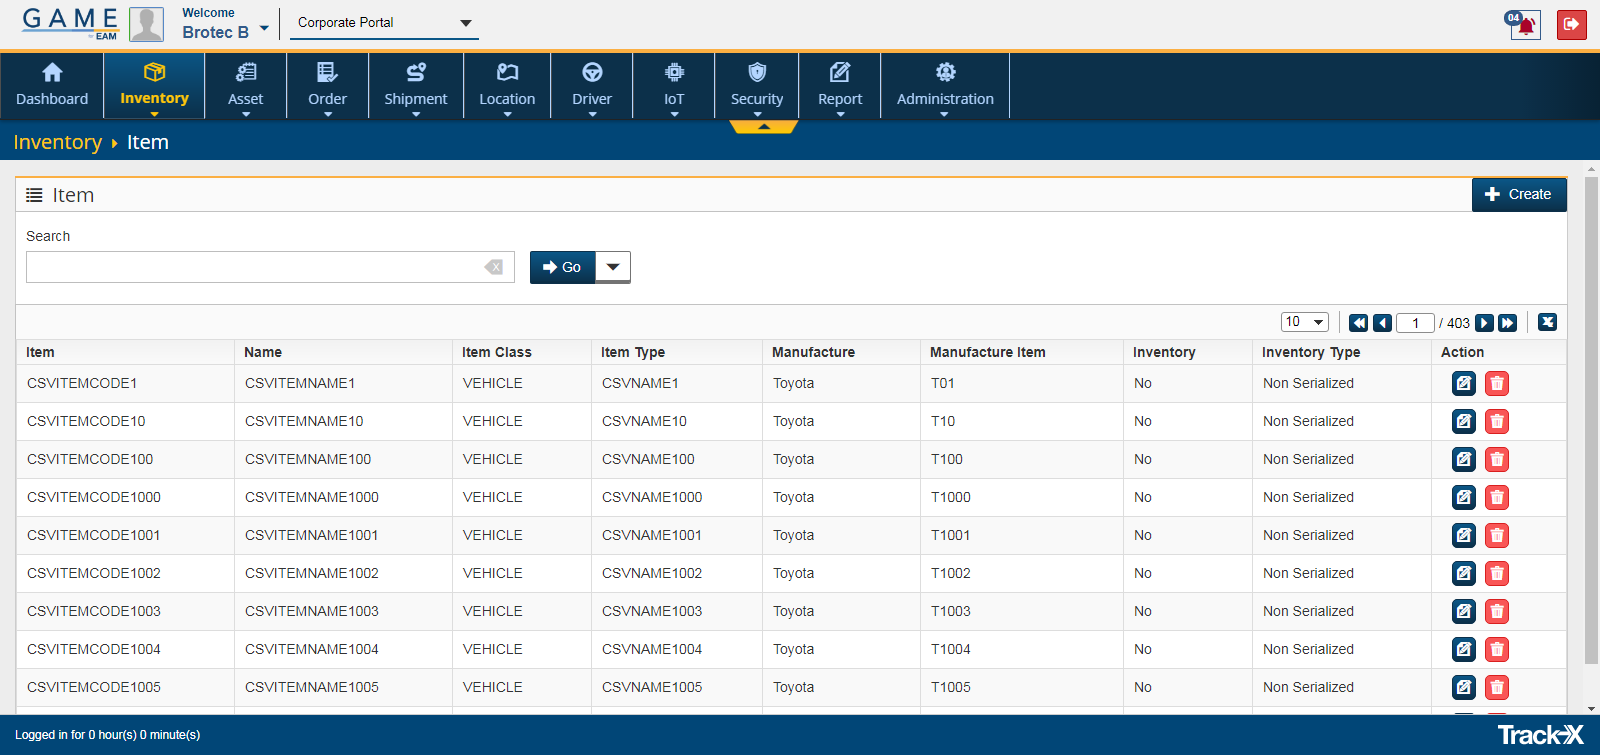 GAME
EAM
Welcome
Brotec B
Corporate Portal
04
Dashboard
Inventory
Asset
Order
Shipment
Location
Driver
IoT
Security
Report
Administration
Inventory Item
Item
Create
Search
Go
10 1 / 403
Item Name Item Class Item Type Manufacture Manufacture Item Inventory Inventory Type Action
CSVITEMCODE1 CSVITEMNAME1 VEHICLE CSVNAME1 Toyota T01 No Non Serialized
CSVITEMCODE10 CSVITEMNAME10 VEHICLE CSVNAME10 Toyota T10 No Non Serialized
CSVITEMCODE100 CSVITEMNAME100 VEHICLE CSVNAME100 Toyota T100 No Non Serialized
CSVITEMCODE1000 CSVITEMNAME1000 VEHICLE CSVNAME1000 Toyota T1000 No Non Serialized
CSVITEMCODE1001 CSVITEMNAME1001 VEHICLE CSVNAME1001 Toyota T1001 No Non Serialized
CSVITEMCODE1002 CSVITEMNAME1002 VEHICLE CSVNAME1002 Toyota T1002 No Non Serialized
CSVITEMCODE1003 CSVITEMNAME1003 VEHICLE CSVNAME1003 Toyota T1003 No Non Serialized
CSVITEMCODE1004 CSVITEMNAME1004 VEHICLE CSVNAME1004 Toyota T1004 No Non Serialized
CSVITEMCODE1005 CSVITEMNAME1005 VEHICLE CSVNAME1005 Toyota T1005 No Non Serialized
Logged in for 0 hour(s) 0 minute(s)
Track-X